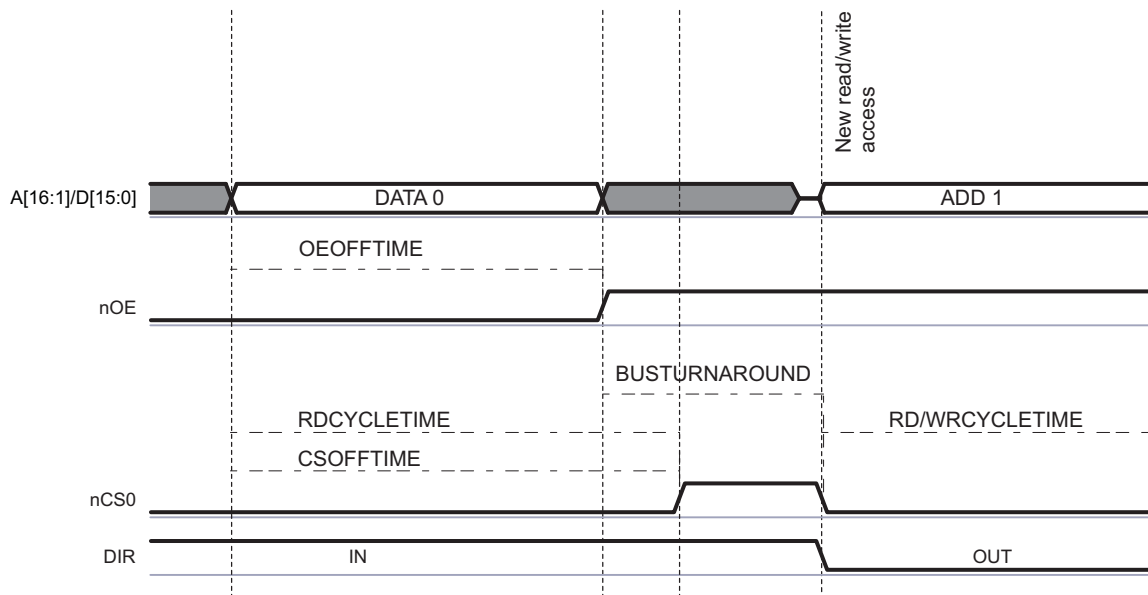 New read/write
access
A[16:1]/D[15:0]
DATA 0
ADD 1
OEOFFTIME
nOE
BUSTURNAROUND
RDCYCLETIME
RD/WRCYCLETIME
CSOFFTIME
nCS0
DIR
IN
OUT